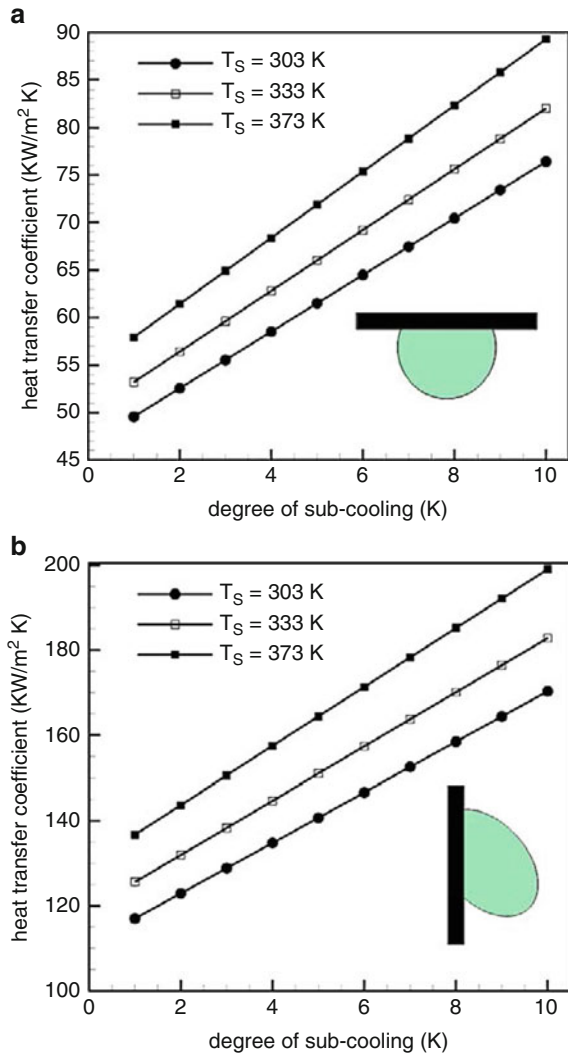 a
90
85
80
75
70
65
60
55
50
45
heat transfer coefficient (KW/m² K)
T_S = 303 K
T_S = 333 K
T_S = 373 K
0 2 4 6 8 10
degree of sub-cooling (K)
b
200
180
160
140
120
100
heat transfer coefficient (KW/m² K)
T_S = 303 K
T_S = 333 K
T_S = 373 K
0 2 4 6 8 10
degree of sub-cooling (K)